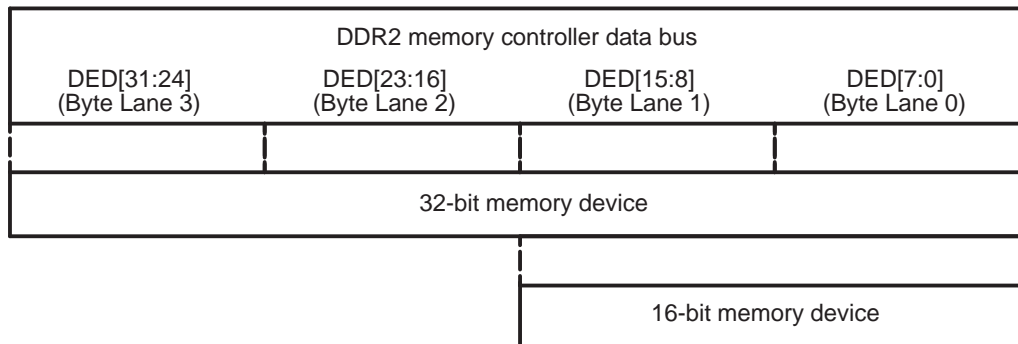 DDR2 memory controller data bus
DED[31:24] DED[23:16] DED[15:8] DED[7:0]
(Byte Lane 3) (Byte Lane 2) (Byte Lane 1) (Byte Lane 0)
32-bit memory device
16-bit memory device